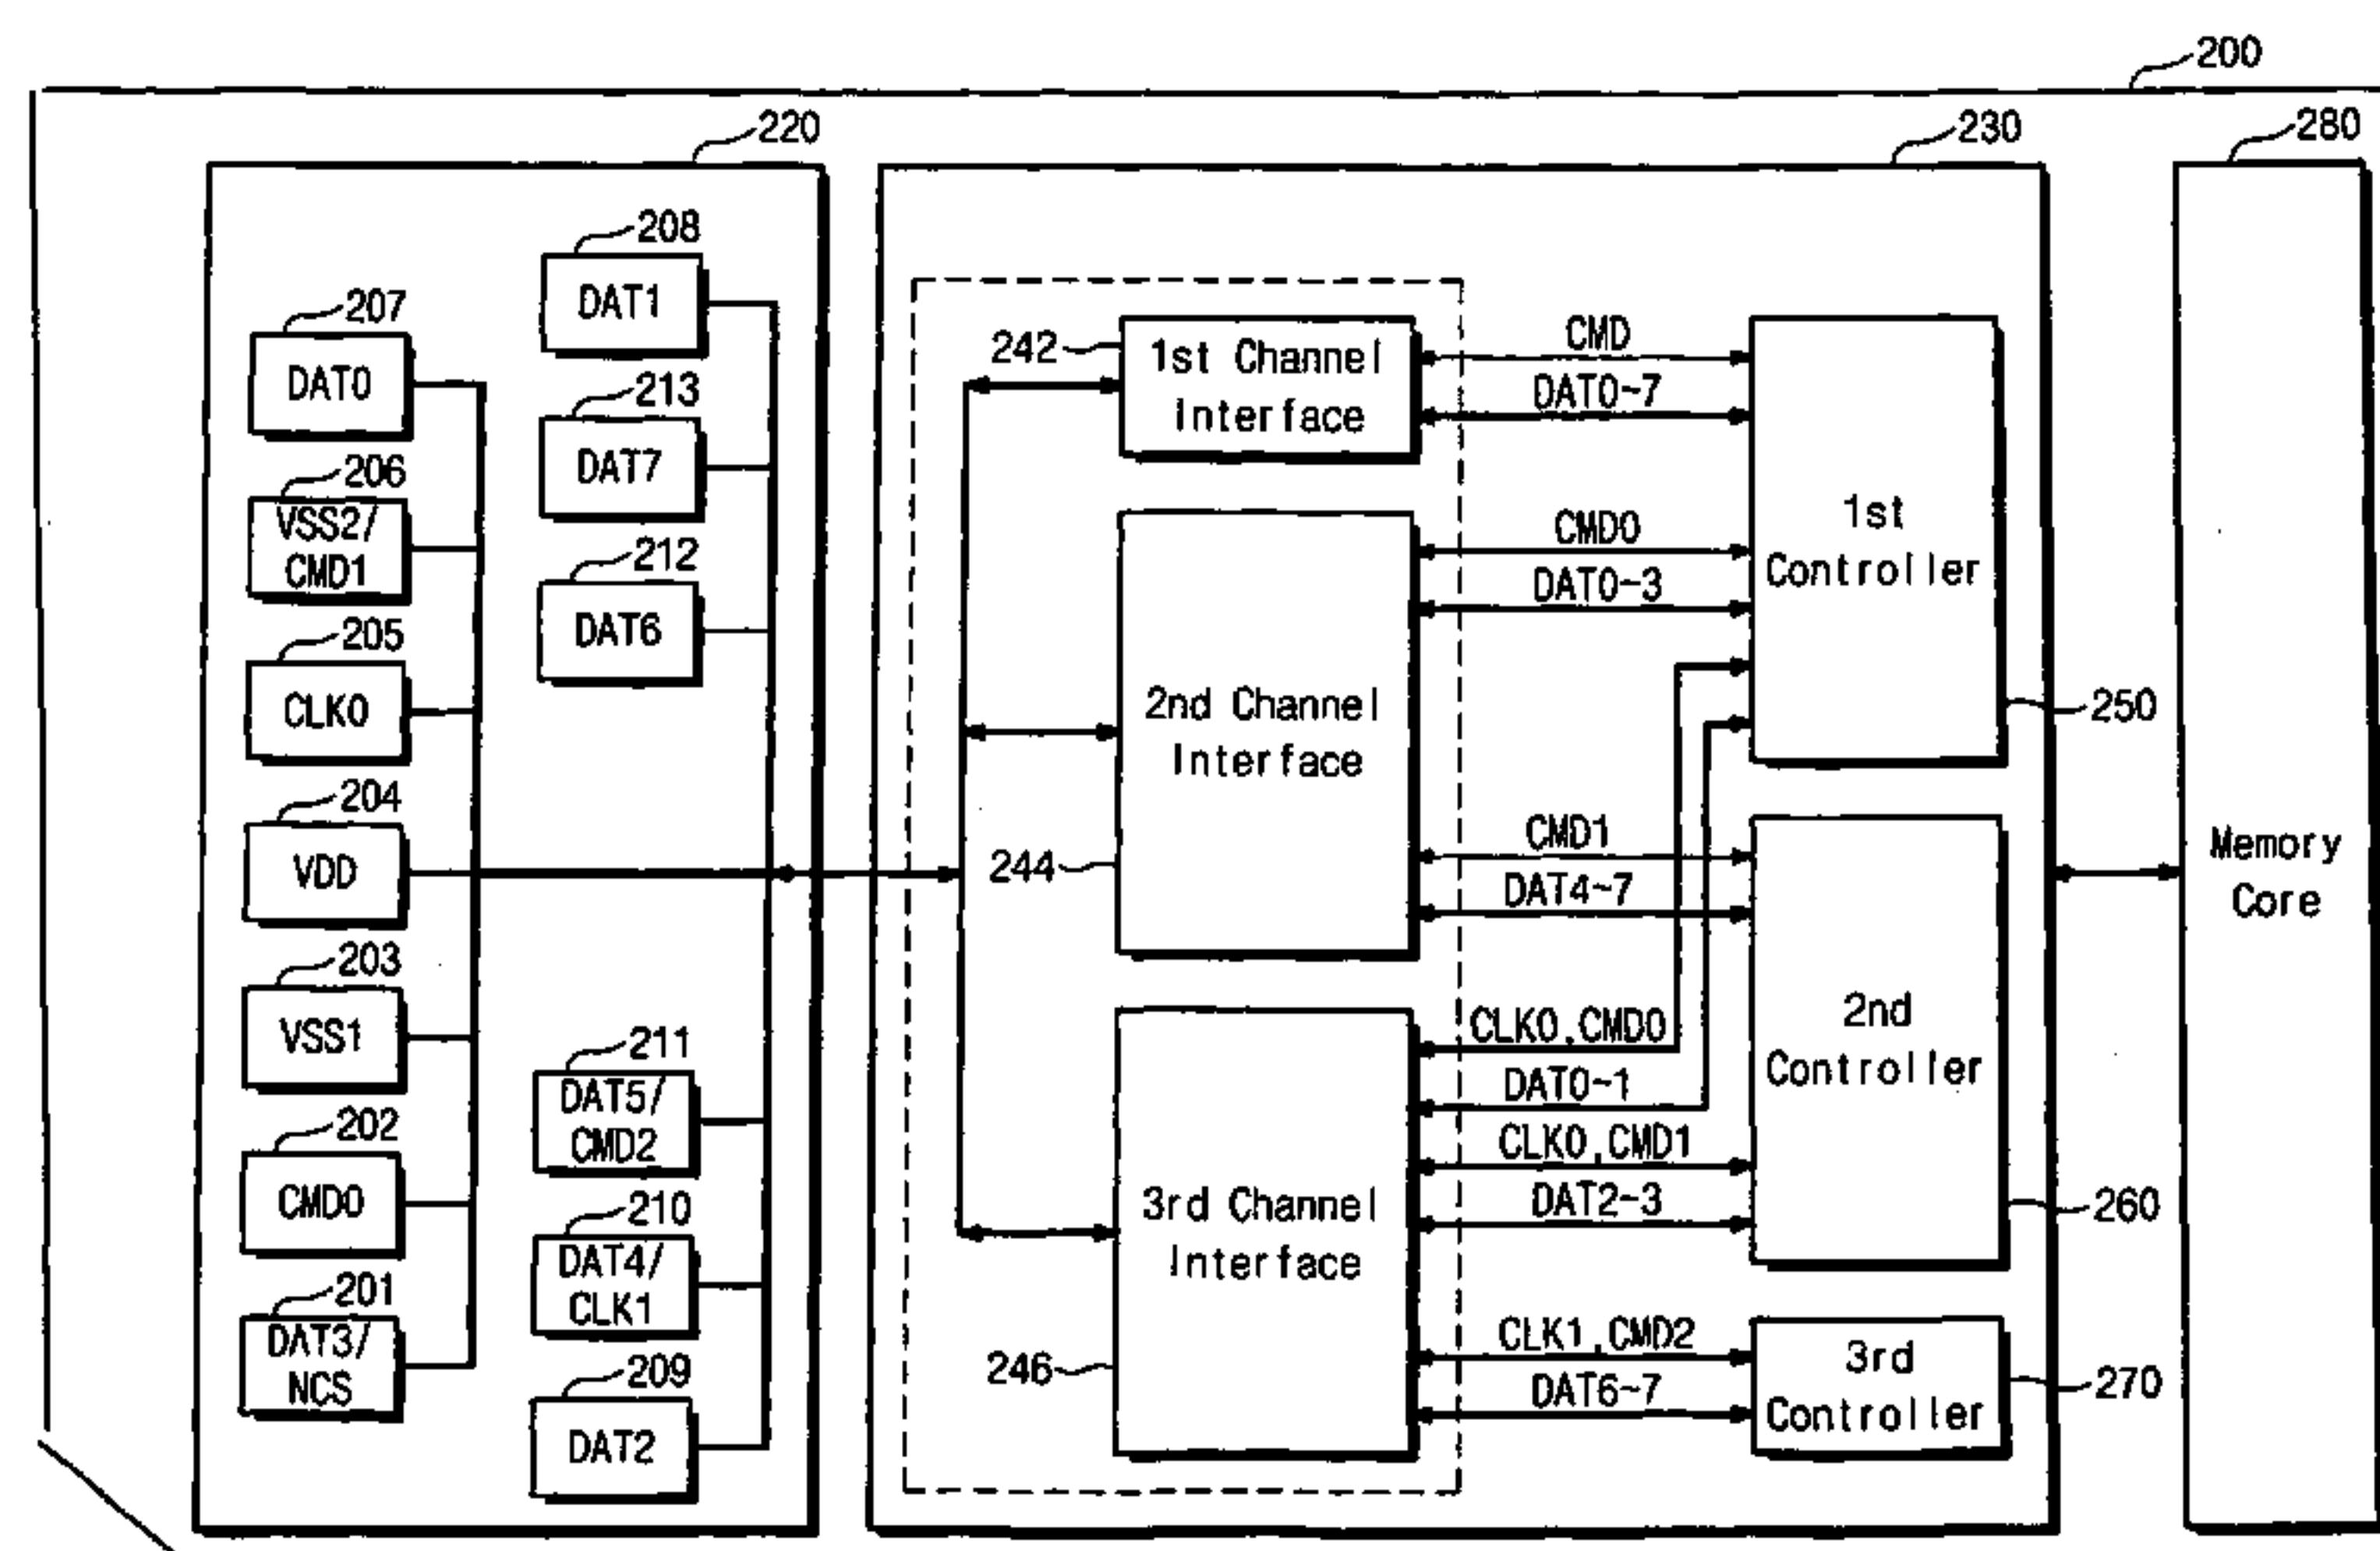 200
220
230
280
208
DAT1
207
DAT0
213
DAT7
206
VSS2/
CMD1
212
DAT6
205
CLK0
204
VDD
203
VSS1
211
DAT5/
CMD2
202
CMD0
210
DAT4/
CLK1
201
DAT3/
NCS
209
DAT2
242
1st Channel
Interface
CMD
DAT0~7
244
2nd Channel
Interface
CMD0
DAT0~3
CMD1
DAT4~7
246
3rd Channel
Interface
CLK0,CMD0
DAT0~1
CLK0,CMD1
DAT2~3
CLK1,CMD2
DAT6~7
1st
Controller
250
2nd
Controller
260
3rd
Controller
270
Memory
Core